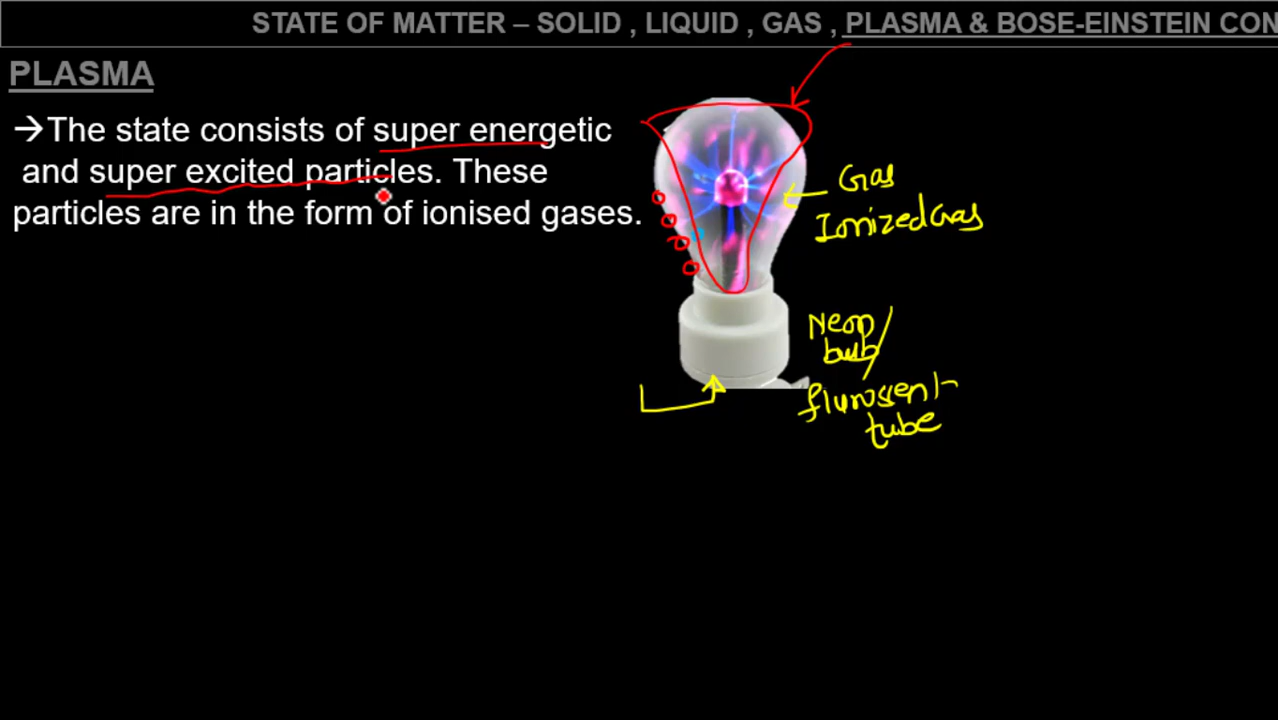 STATE OF MATTER – SOLID , LIQUID , GAS , PLASMA & BOSE-EINSTEIN CON
PLASMA
→The state consists of super energetic
and super excited particles. These
particles are in the form of ionised gases.
Gas
Ionized Gas
Neon
bulb/
flurossent
tube